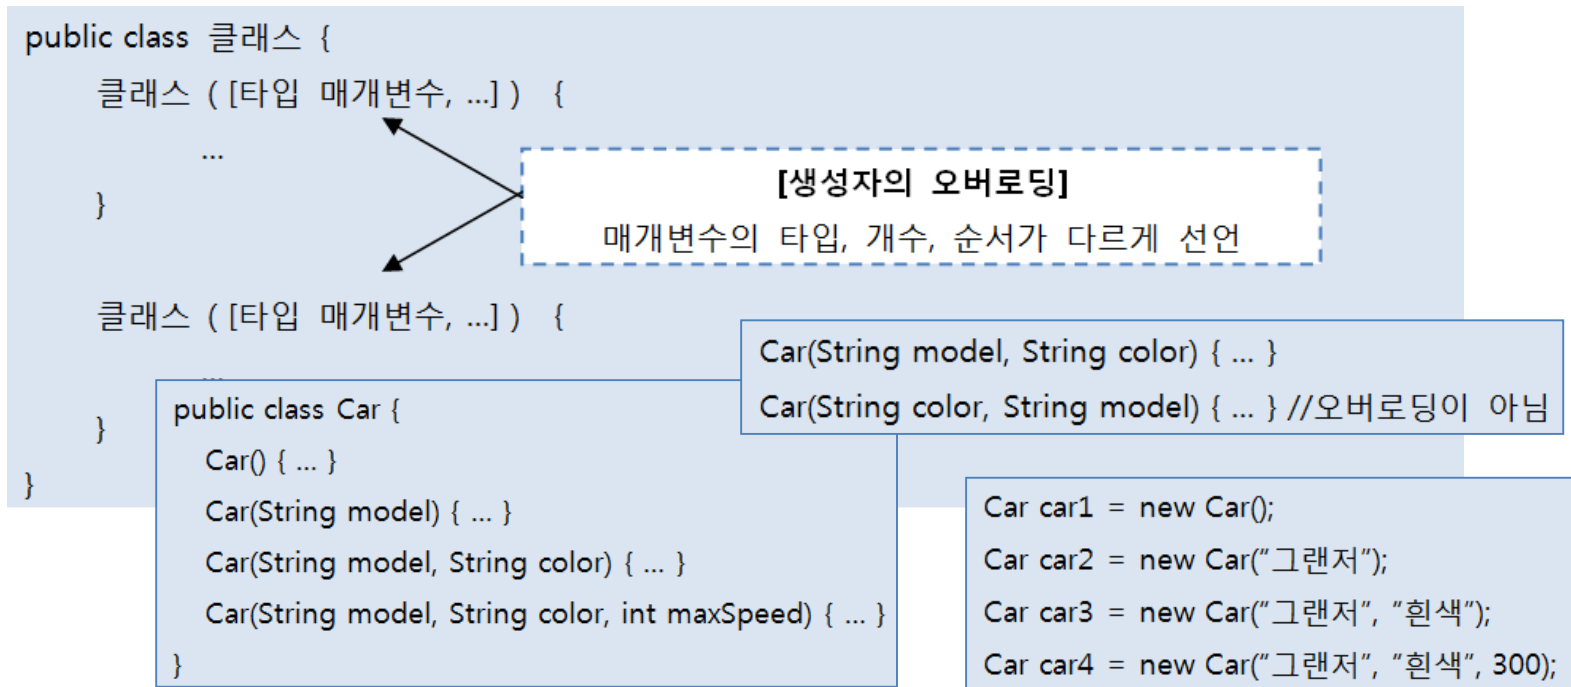 public class 클래스 {
클래스 ( [타입 매개변수, ...] ) {
...
}
[생성자의 오버로딩]
매개변수의 타입, 개수, 순서가 다르게 선언
클래스 ( [타입 매개변수, ...] ) {
...
}
}
Car(String model, String color) { ... }
Car(String color, String model) { ... } //오버로딩이 아님
public class Car {
Car() { ... }
Car(String model) { ... }
Car(String model, String color) { ... }
Car(String model, String color, int maxSpeed) { ... }
}
Car car1 = new Car();
Car car2 = new Car(“그랜저”);
Car car3 = new Car(“그랜저”, “흰색”);
Car car4 = new Car(“그랜저”, “흰색”, 300);